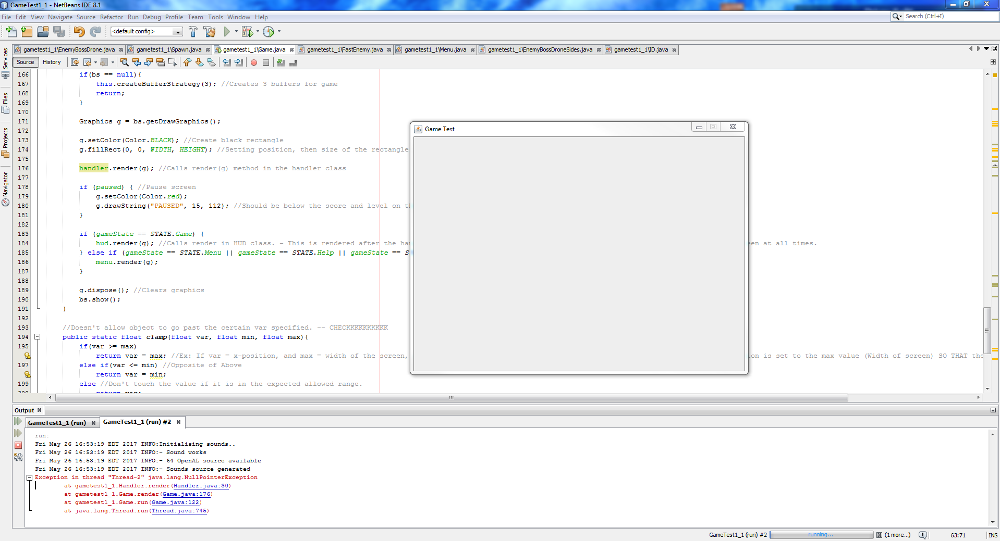 GameTest1_1 - NetBeans IDE 8.1
File Edit View Navigate Source Refactor Run Debug Profile Team Tools Window Help
Search (Ctrl+I)
<default config>
gametest1_1\EnemyBossDrone.java gametest1_1\Spawn.java gametest1_1\Game.java gametest1_1\FastEnemy.java gametest1_1\Menu.java gametest1_1\EnemyBossDroneSides.java gametest1_1\ID.java
Source History
Services
Files
Projects
Navigator
166 if(bs == null){
167 this.createBufferStrategy(3); //Creates 3 buffers for game
168 return;
169 }
170
171 Graphics g = bs.getDrawGraphics();
172
173 g.setColor(Color.BLACK); //Create black rectangle
174 g.fillRect(0, 0, WIDTH, HEIGHT); //Setting position, then size of the rectangle
175
176 handler.render(g); //Calls render(g) method in the handler class
177
178 if (paused) { //Pause screen
179 g.setColor(Color.red);
180 g.drawString("PAUSED", 15, 112); //Should be below the score and level on th
181 }
182
183 if (gameState == STATE.Game) {
184 hud.render(g); //Calls render in HUD class. - This is rendered after the ha een at all times.
185 } else if (gameState == STATE.Menu || gameState == STATE.Help || gameState == S
186 menu.render(g);
187 }
188
189 g.dispose(); //Clears graphics
190 bs.show();
191 }
192
193 //Doesn't allow object to go past the certain var specified. -- CHECKKKKKKKKKK
194 public static float clamp(float var, float min, float max){
195 if(var >= max)
return var = max; //Ex: If var = x-position, and max = width of the screen, ion is set to the max value (Width of screen) SO THAT the
197 else if(var <= min) //Opposite of Above
return var = min;
199 else //Don't touch the value if it is in the expected allowed range.
200 return var;
Game Test
Output
GameTest1_1 (run) GameTest1_1 (run) #2
run:
Fri May 26 16:53:19 EDT 2017 INFO:Initialising sounds..
Fri May 26 16:53:19 EDT 2017 INFO:- Sound works
Fri May 26 16:53:19 EDT 2017 INFO:- 64 OpenAL source available
Fri May 26 16:53:19 EDT 2017 INFO:- Sounds source generated
Exception in thread "Thread-2" java.lang.NullPointerException
at gametest1_1.Handler.render(Handler.java:30)
at gametest1_1.Game.render(Game.java:176)
at gametest1_1.Game.run(Game.java:122)
at java.lang.Thread.run(Thread.java:745)
GameTest1_1 (run) #2 running... (1 more...) 1 63:71 INS